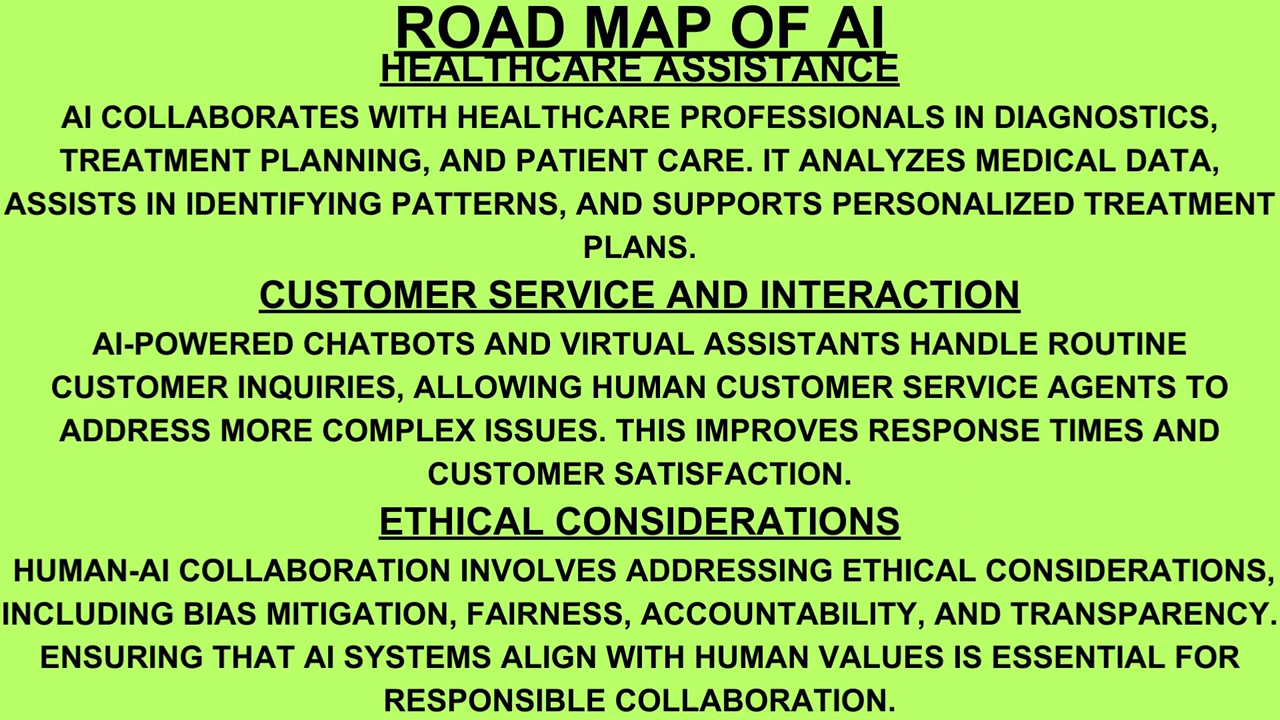 ROAD MAP OF AI
HEALTHCARE ASSISTANCE
AI COLLABORATES WITH HEALTHCARE PROFESSIONALS IN DIAGNOSTICS,
TREATMENT PLANNING, AND PATIENT CARE. IT ANALYZES MEDICAL DATA,
ASSISTS IN IDENTIFYING PATTERNS, AND SUPPORTS PERSONALIZED TREATMENT
PLANS.
CUSTOMER SERVICE AND INTERACTION
AI-POWERED CHATBOTS AND VIRTUAL ASSISTANTS HANDLE ROUTINE
CUSTOMER INQUIRIES, ALLOWING HUMAN CUSTOMER SERVICE AGENTS TO
ADDRESS MORE COMPLEX ISSUES. THIS IMPROVES RESPONSE TIMES AND
CUSTOMER SATISFACTION.
ETHICAL CONSIDERATIONS
HUMAN-AI COLLABORATION INVOLVES ADDRESSING ETHICAL CONSIDERATIONS,
INCLUDING BIAS MITIGATION, FAIRNESS, ACCOUNTABILITY, AND TRANSPARENCY.
ENSURING THAT AI SYSTEMS ALIGN WITH HUMAN VALUES IS ESSENTIAL FOR
RESPONSIBLE COLLABORATION.